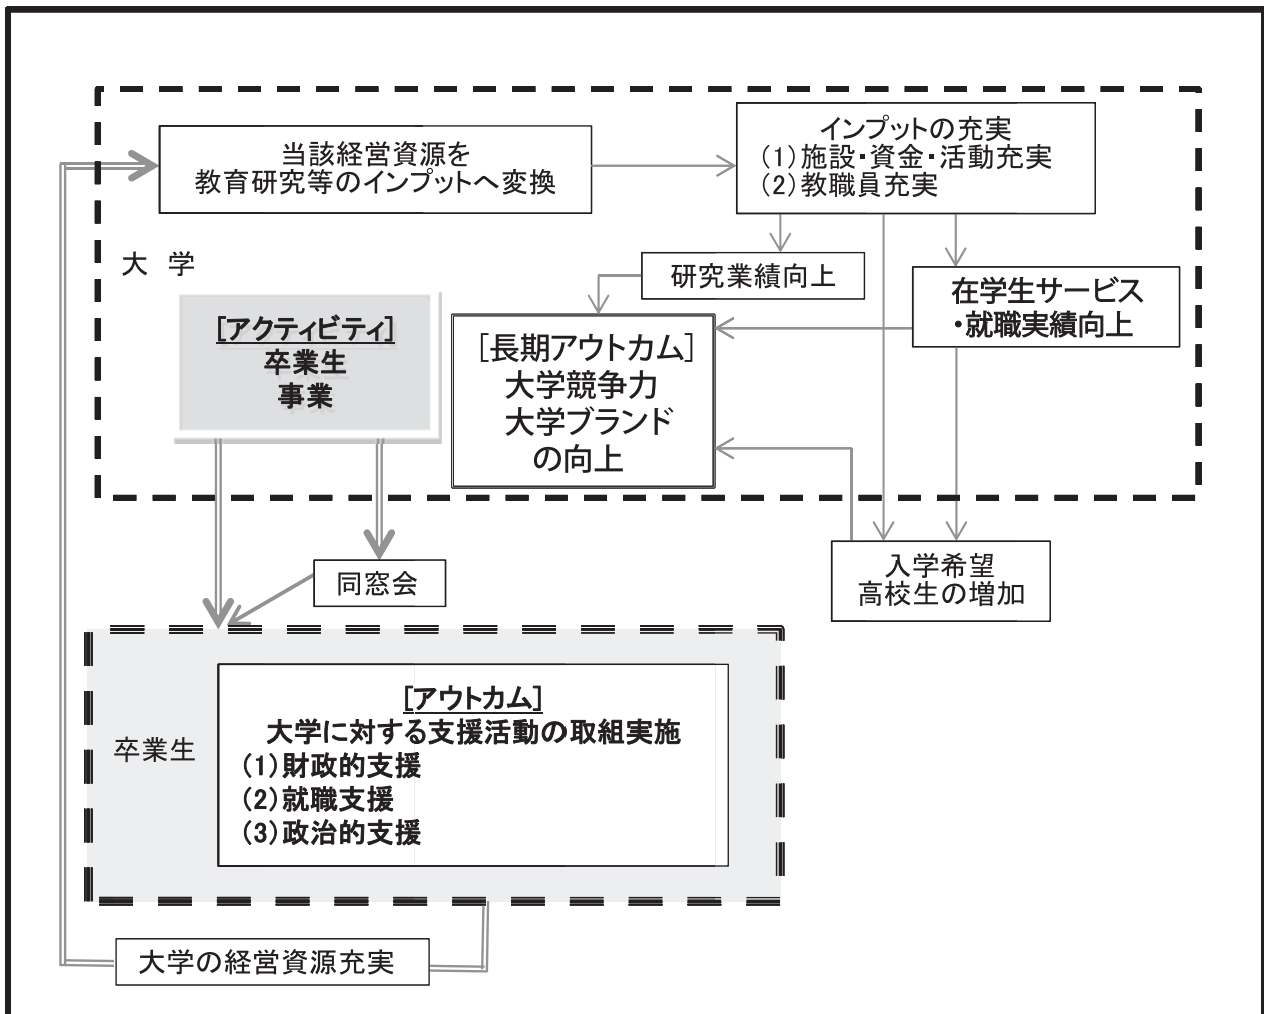 当該経営資源を
教育研究等のインプットへ変換
インプットの充実
(1)施設・資金・活動充実
(2)教職員充実
大 学
研究業績向上
在学生サービス
・就職実績向上
[アクティビティ]
卒業生
事業
[長期アウトカム]
大学競争力
大学ブランド
の向上
同窓会
入学希望
高校生の増加
卒業生
[アウトカム]
大学に対する支援活動の取組実施
(1)財政的支援
(2)就職支援
(3)政治的支援
大学の経営資源充実